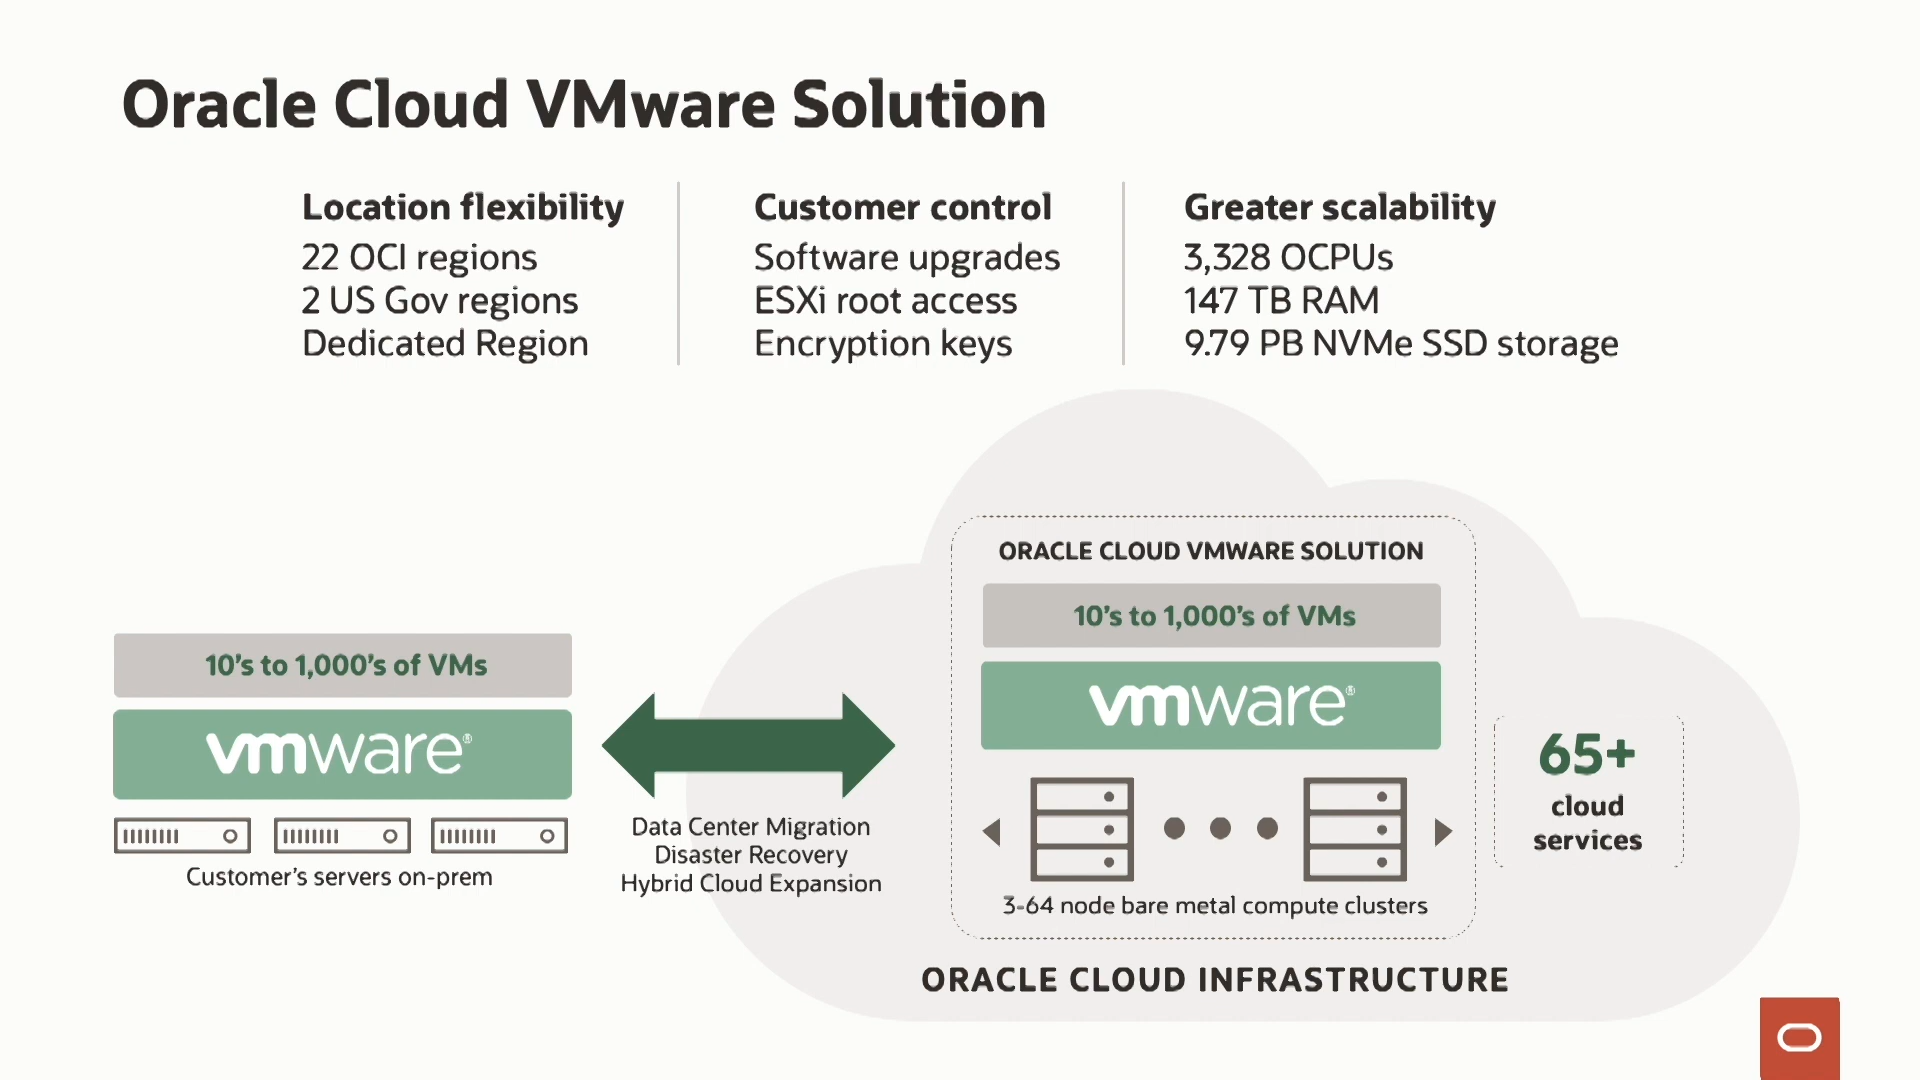 Oracle Cloud VMware Solution
Location flexibility
22 OCI regions
2 US Gov regions
Dedicated Region
Customer control
Software upgrades
ESXi root access
Encryption keys
Greater scalability
3,328 OCPUs
147 TB RAM
9.79 PB NVMe SSD storage
10's to 1,000's of VMs
vmware®
Customer's servers on-prem
Data Center Migration
Disaster Recovery
Hybrid Cloud Expansion
ORACLE CLOUD VMWARE SOLUTION
10's to 1,000's of VMs
vmware®
3-64 node bare metal compute clusters
65+
cloud
services
ORACLE CLOUD INFRASTRUCTURE